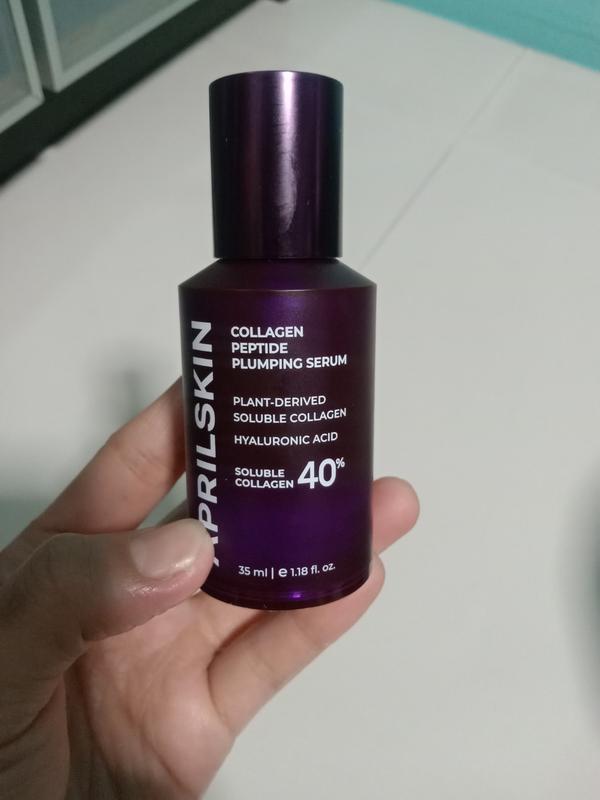 APRILSKIN
COLLAGEN
PEPTIDE
PLUMPING SERUM
PLANT-DERIVED
SOLUBLE COLLAGEN
HYALURONIC ACID
SOLUBLE
COLLAGEN 40%
35 ml | e 1.18 fl. oz.